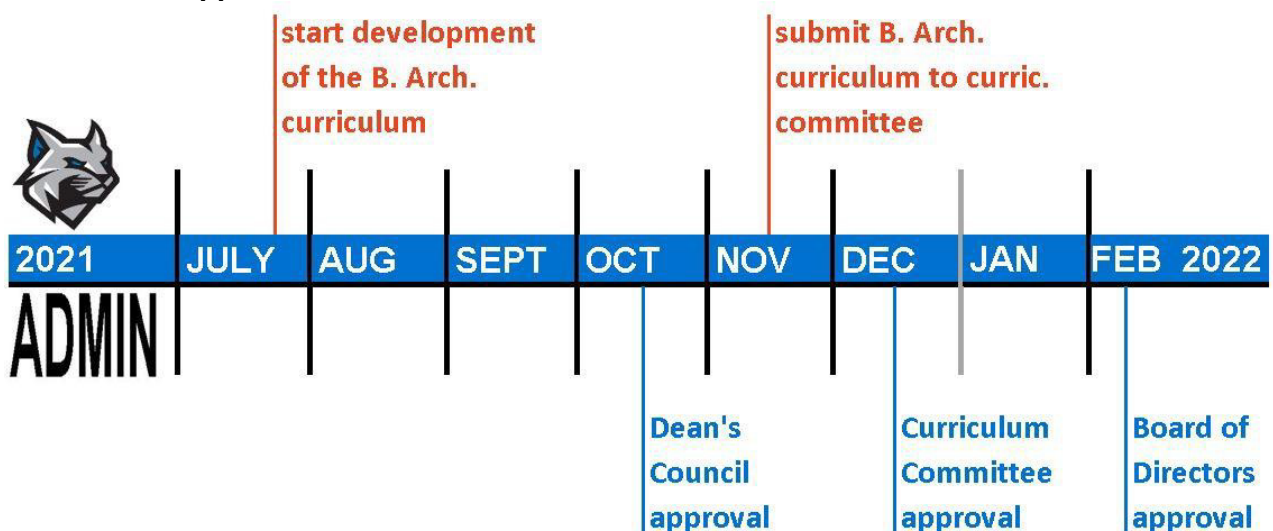 start development
of the B. Arch.
curriculum
submit B. Arch.
curriculum to curric.
committee
2021 JULY AUG SEPT OCT NOV DEC JAN FEB 2022
ADMIN
Dean's
Council
approval
Curriculum
Committee
approval
Board of
Directors
approval